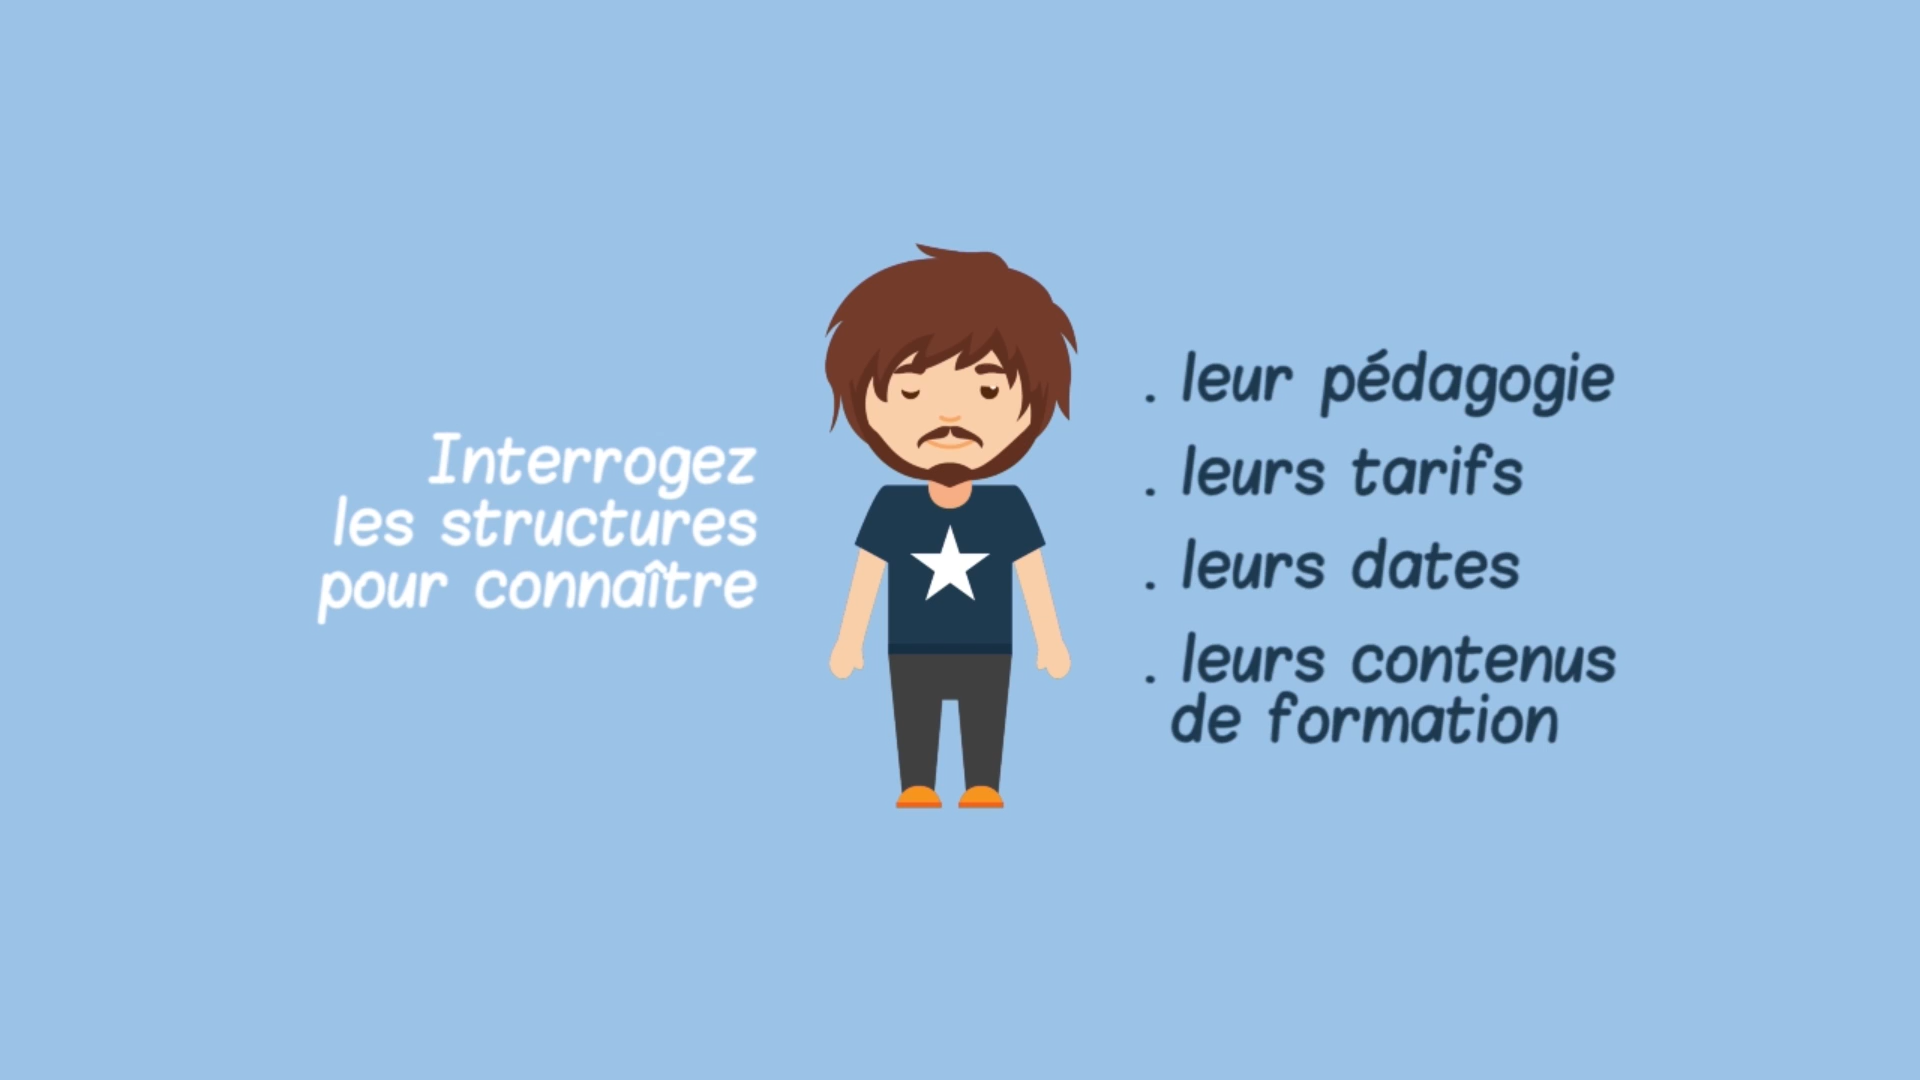 Interrogez
les structures
pour connaître
. leur pédagogie
. leurs tarifs
. leurs dates
. leurs contenus
de formation